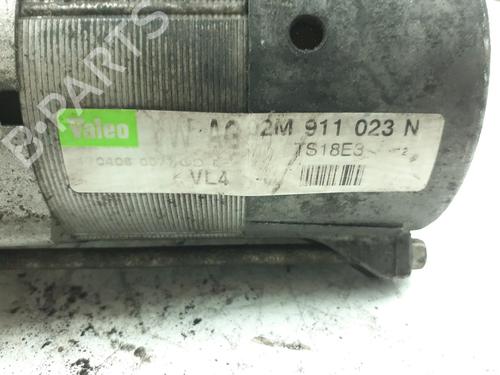 B-PARTS
Valeo VW AG 2M 911 023 N
TS18E3
VL4